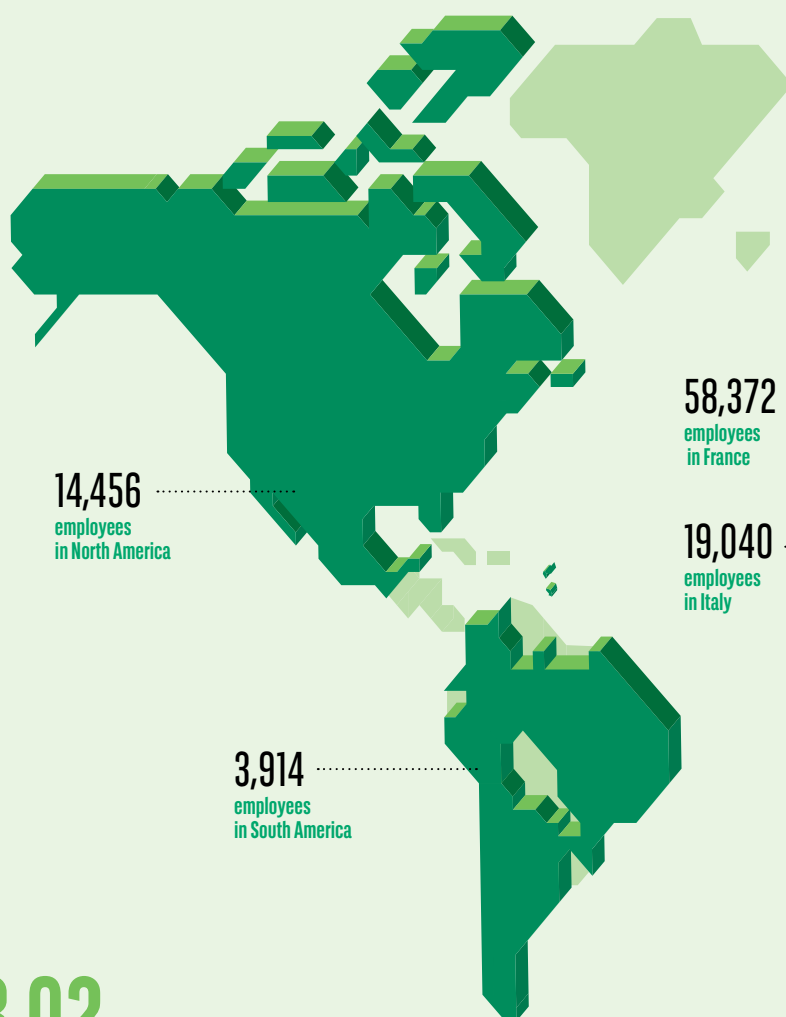 58,372
employees
in France
14,456
employees
in North America
19,040
employees
in Italy
3,914
employees
in South America